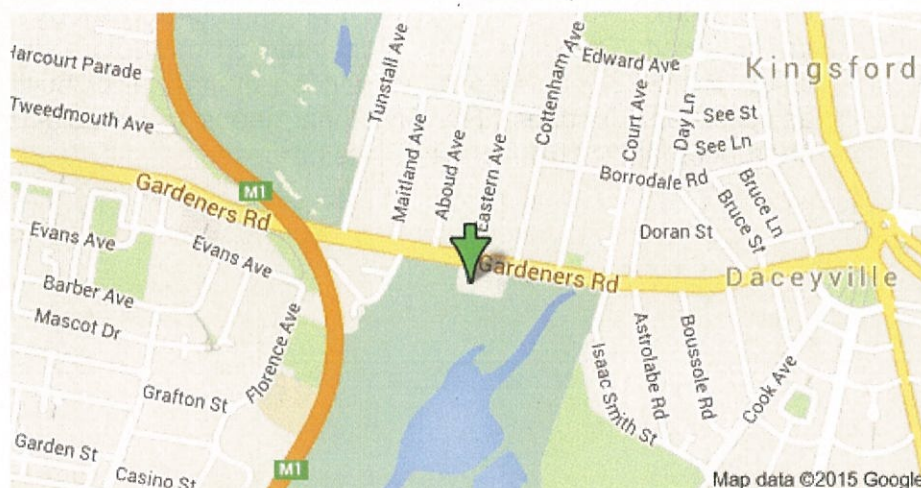 Harcourt Parade
Tweedmouth Ave
Gardeners Rd
M1
Evans Ave
Evans Ave
Barber Ave
Mascot Dr
Florence Ave
Grafton St
Garden St
Casino St
M1
Tunstall Ave
Maitland Ave
Aboud Ave
Eastern Ave
Cottenham Ave
Edward Ave
Court Ave
Day Ln
Kingsford
See St
See Ln
Borrodale Rd
Bruce Ln
Bruce St
Doran St
Gardeners Rd
Daceyville
Isaac Smith St
Astrolabe Rd
Boussole Rd
Cook Ave
Map data ©2015 Google